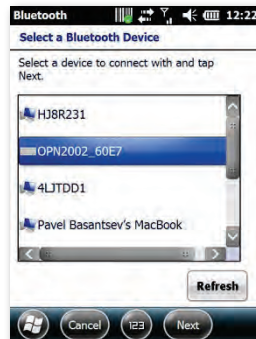 Bluetooth 12:22
Select a Bluetooth Device
Select a device to connect with and tap
Next.
HJ8R231
OPN2002_60E7
4LJTDD1
Pavel Basantsev's MacBook
Refresh
Cancel 123 Next